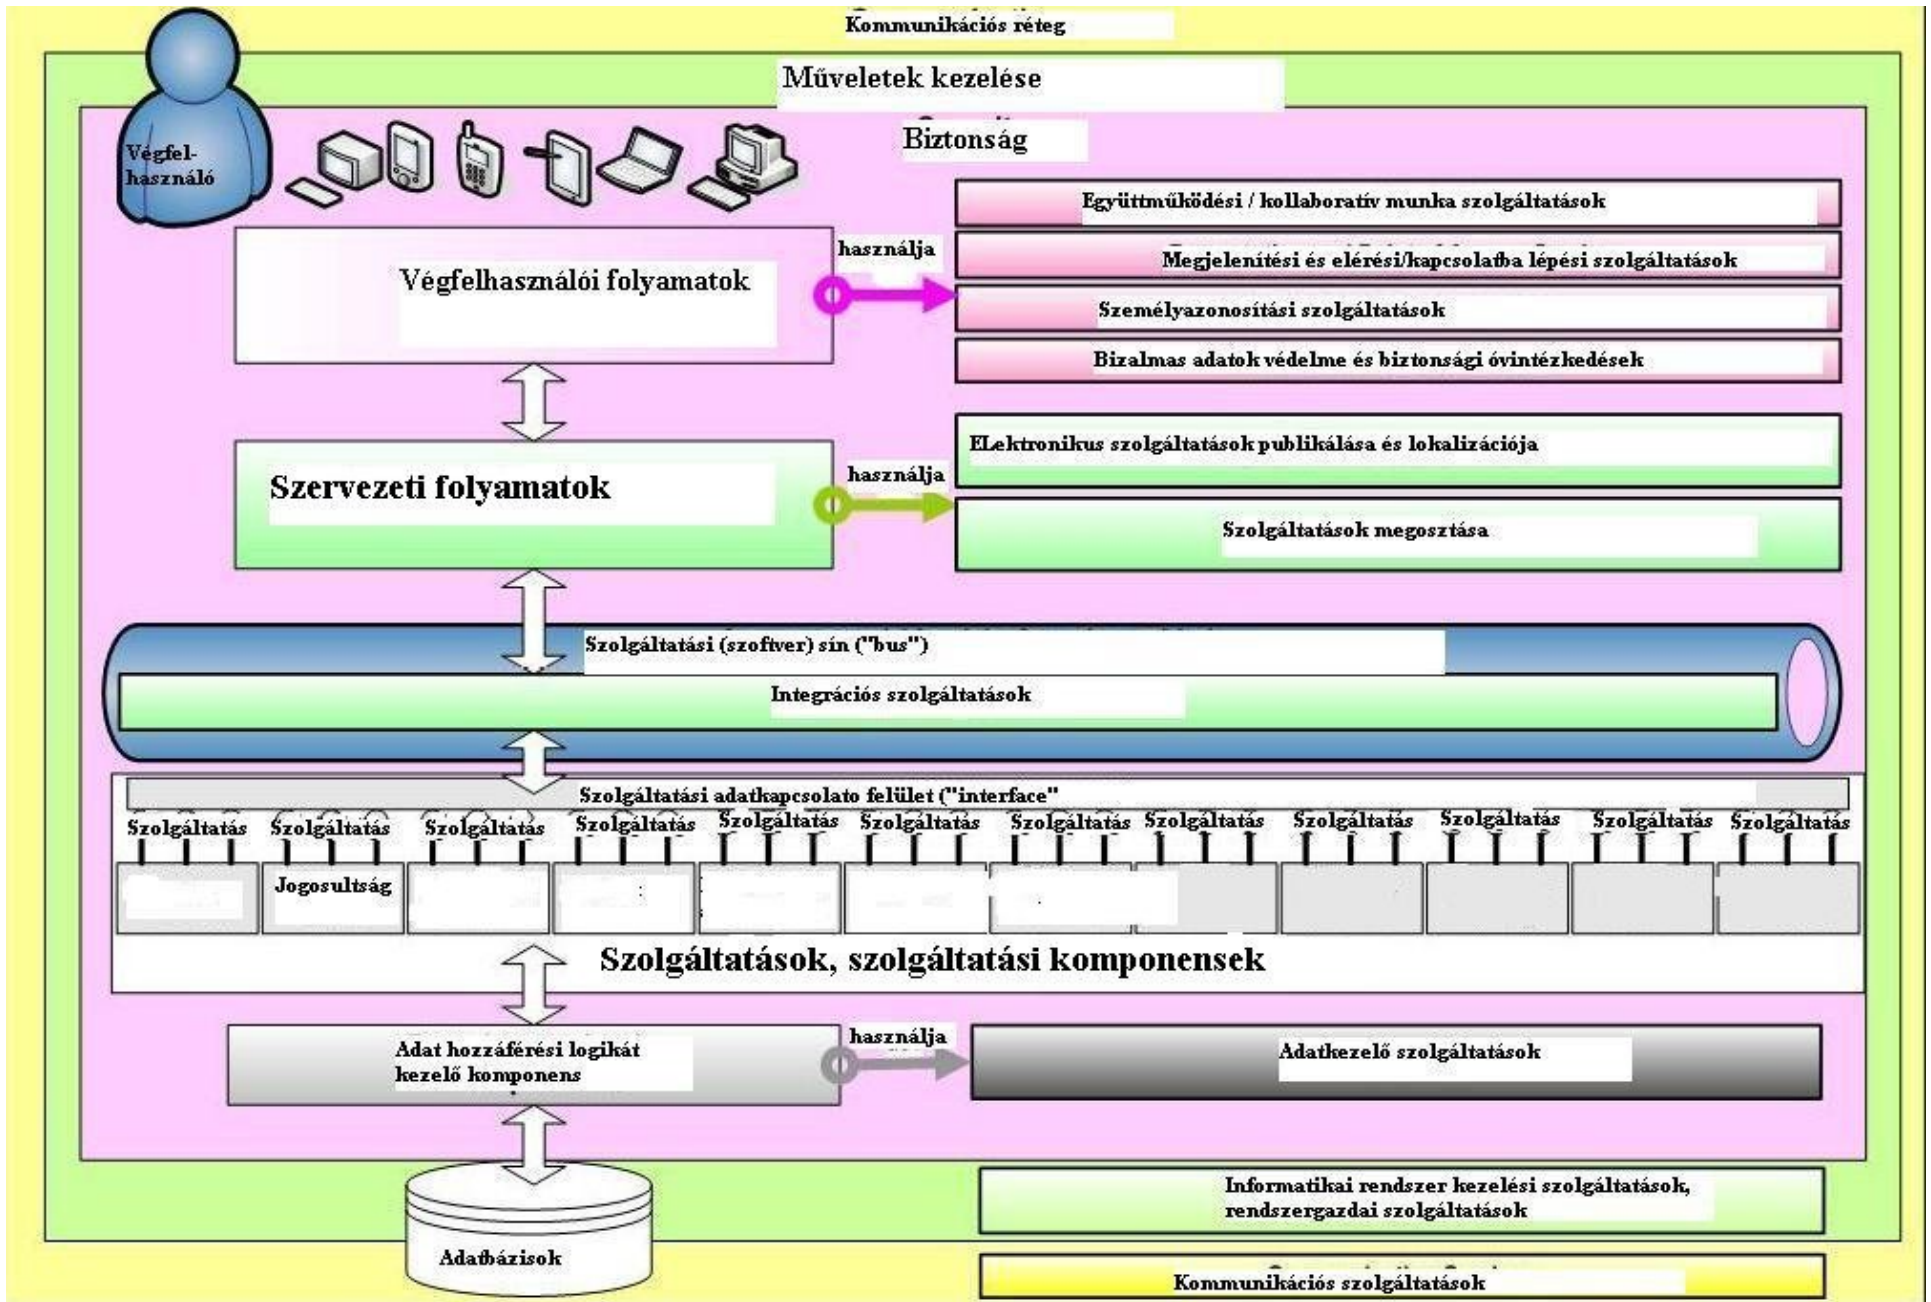 Kommunikációs réteg
Műveletek kezelése
Biztonság
Végfel-
használó
Együttműködési / kollaboratív munka szolgáltatások
használja
Megjelenítési és elérési/kapcsolatba lépési szolgáltatások
Végfelhasználói folyamatok
Személyazonosítási szolgáltatások
Bizalmas adatok védelme és biztonsági óvintézkedések
ELektronikus szolgáltatások publikálása és lokalizációja
használja
Szervezeti folyamatok
Szolgáltatások megosztása
Szolgáltatási (szoftver) sín ("bus")
Integrációs szolgáltatások
Szolgáltatási adatkapcsolato felület ("interface"
Szolgáltatás Szolgáltatás Szolgáltatás Szolgáltatás Szolgáltatás Szolgáltatás Szolgáltatás Szolgáltatás Szolgáltatás Szolgáltatás Szolgáltatás Szolgáltatás
Jogosultság
Szolgáltatások, szolgáltatási komponensek
Adat hozzáférési logikát
kezelő komponens
használja
Adatkezelő szolgáltatások
Informatikai rendszer kezelési szolgáltatások,
rendszergazdai szolgáltatások
Adatbázisok
Kommunikációs szolgáltatások